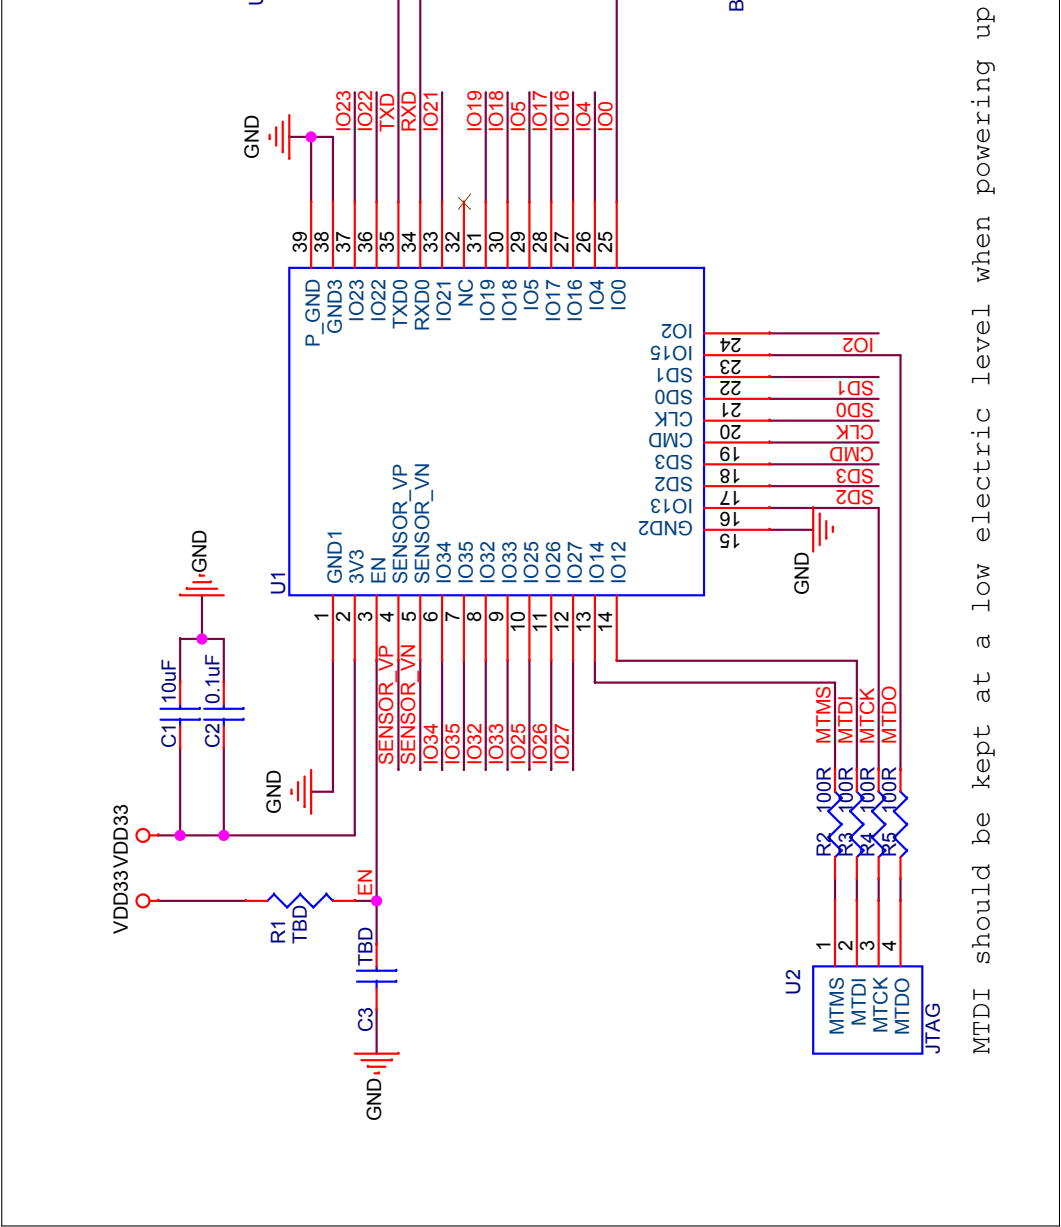 GND
IO23
IO22
TXD
RXD
IO21
IO19
IO18
IO5
IO17
IO16
IO4
IO0
39
38
37
36
35
34
33
32
31
30
29
28
27
26
25
P_GND
GND3
IO23
IO22
TXD0
RXD0
IO21
NC
IO19
IO18
IO5
IO17
IO16
IO4
IO0
IO2
IO15
SD1
SD0
CLK
CMD
SD3
SD2
IO13
GND2
24
23
22
21
20
19
18
17
16
15
IO2
SD1
SD0
CLK
CMD
SD3
SD2
GND
U1
GND1
3V3
EN
SENSOR_VP
SENSOR_VN
IO34
IO35
IO32
IO33
IO25
IO26
IO27
IO14
IO12
1
2
3
4
5
6
7
8
9
10
11
12
13
14
SENSOR_VP
SENSOR_VN
IO34
IO35
IO32
IO33
IO25
IO26
IO27
GND
C1
10uF
C2
0.1uF
GND
VDD33
VDD33
R1
TBD
EN
C3
TBD
GND
MTMS
MTDI
MTCK
MTDO
R2
100R
R3
100R
R4
100R
R5
100R
1
2
3
4
U2
MTMS
MTDI
MTCK
MTDO
JTAG
MTDI should be kept at a low electric level when powering up